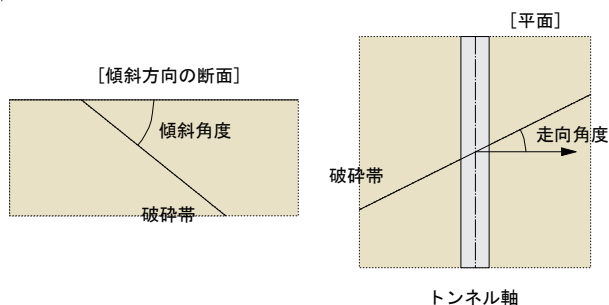 [傾斜方向の断面]
傾斜角度
破砕帯
[平面]
走向角度
破砕帯
トンネル軸